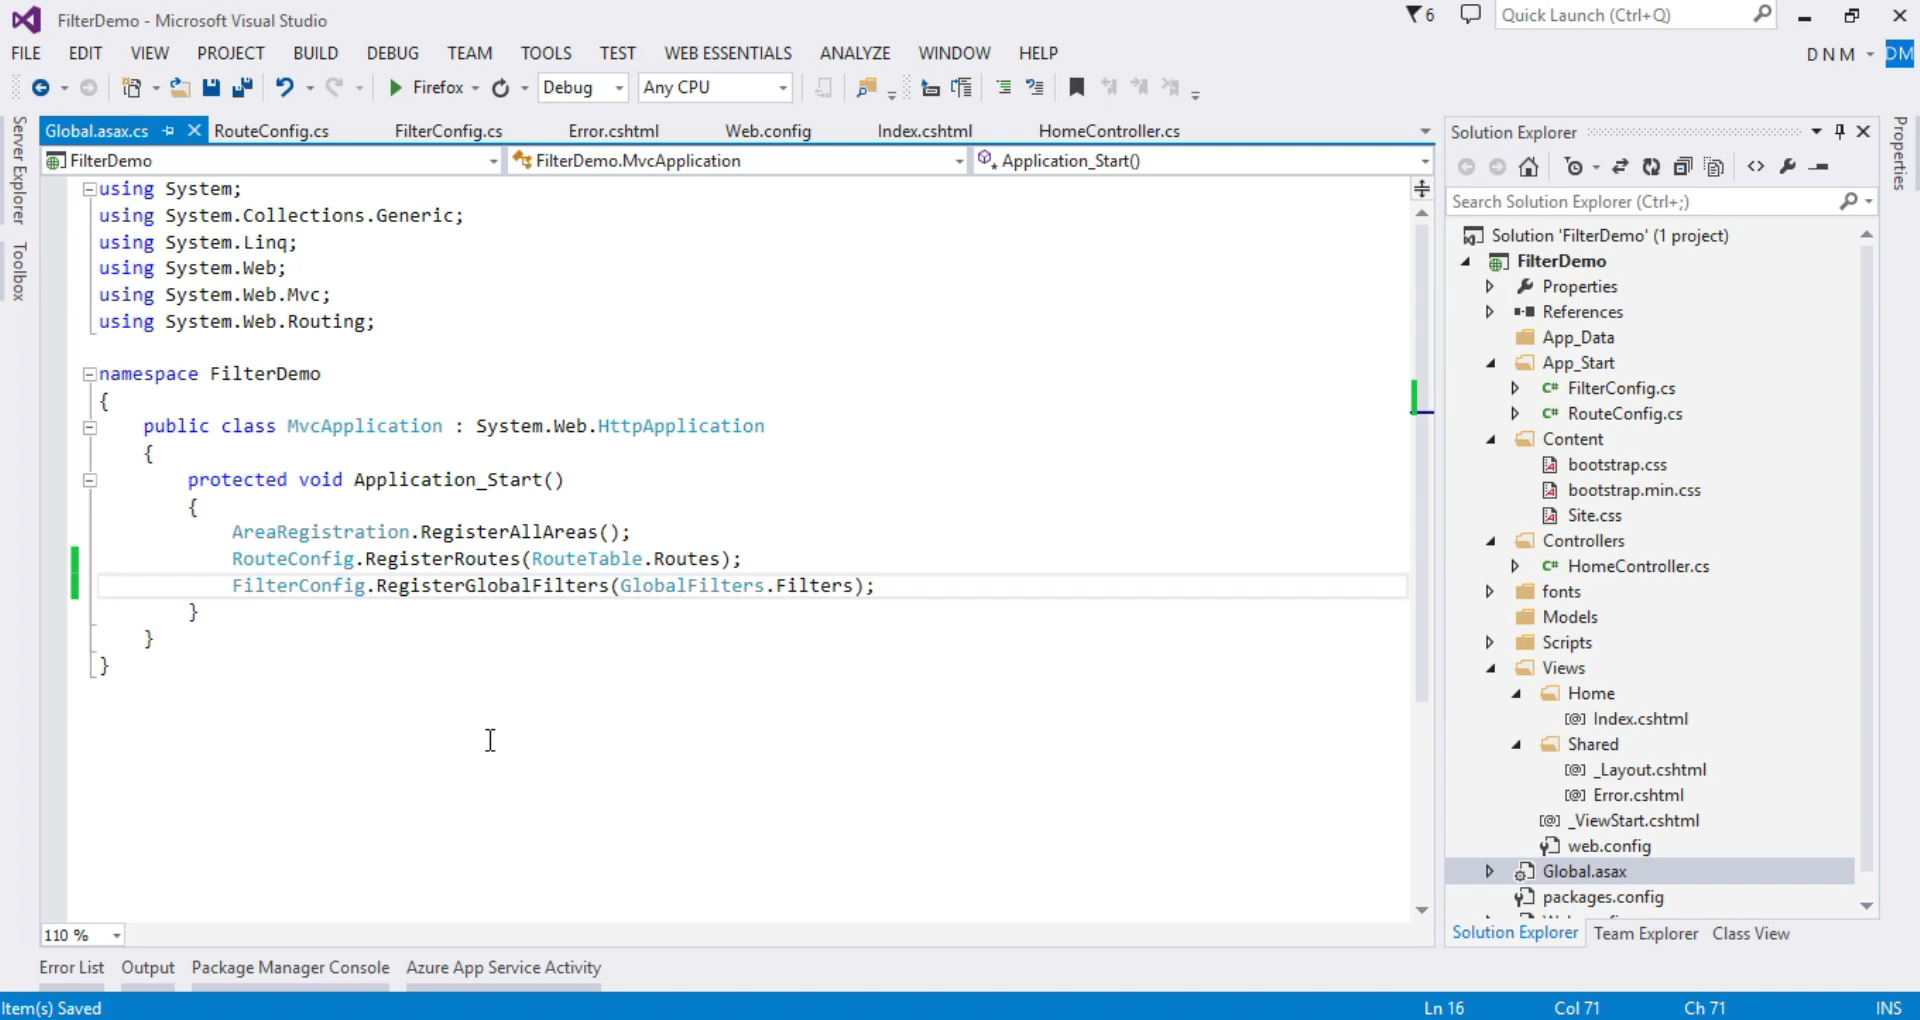 FilterDemo - Microsoft Visual Studio
6
Quick Launch (Ctrl+Q)
FILE EDIT VIEW PROJECT BUILD DEBUG TEAM TOOLS TEST WEB ESSENTIALS ANALYZE WINDOW HELP
D N M
DM
Firefox Debug Any CPU
Server Explorer
Toolbox
Global.asax.cs RouteConfig.cs FilterConfig.cs Error.cshtml Web.config Index.cshtml HomeController.cs
FilterDemo FilterDemo.MvcApplication Application_Start()
using System;
using System.Collections.Generic;
using System.Linq;
using System.Web;
using System.Web.Mvc;
using System.Web.Routing;
namespace FilterDemo
{
public class MvcApplication : System.Web.HttpApplication
{
protected void Application_Start()
{
AreaRegistration.RegisterAllAreas();
RouteConfig.RegisterRoutes(RouteTable.Routes);
FilterConfig.RegisterGlobalFilters(GlobalFilters.Filters);
}
}
}
110 %
Solution Explorer
Search Solution Explorer (Ctrl+;)
Solution 'FilterDemo' (1 project)
FilterDemo
Properties
References
App_Data
App_Start
C# FilterConfig.cs
C# RouteConfig.cs
Content
bootstrap.css
bootstrap.min.css
Site.css
Controllers
C# HomeController.cs
fonts
Models
Scripts
Views
Home
[@] Index.cshtml
Shared
[@] _Layout.cshtml
[@] Error.cshtml
[@] _ViewStart.cshtml
web.config
Global.asax
packages.config
Solution Explorer Team Explorer Class View
Properties
Error List Output Package Manager Console Azure App Service Activity
Item(s) Saved Ln 16 Col 71 Ch 71 INS